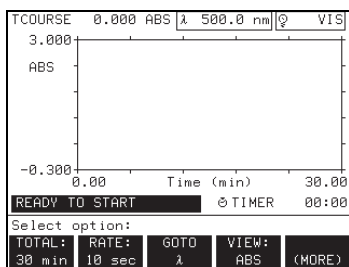 TCOURSE 0.000 ABS λ 500.0 nm VIS
3.000
ABS
-0.300
0.00 Time (min) 30.00
READY TO START TIMER 00:00
Select option:
TOTAL: RATE: GOTO VIEW:
30 min 10 sec λ ABS (MORE)